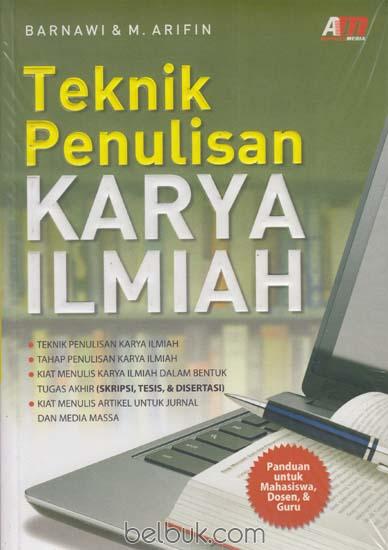 BARNAWI & M. ARIFIN
AM
MEDIA
Teknik
Penulisan
KARYA
ILMIAH
• TEKNIK PENULISAN KARYA ILMIAH
• TAHAP PENULISAN KARYA ILMIAH
• KIAT MENULIS KARYA ILMIAH DALAM BENTUK
TUGAS AKHIR (SKRIPSI, TESIS, & DISERTASI)
• KIAT MENULIS ARTIKEL UNTUK JURNAL
DAN MEDIA MASSA
Panduan
untuk
Mahasiswa,
Dosen, &
Guru
belbuk.com